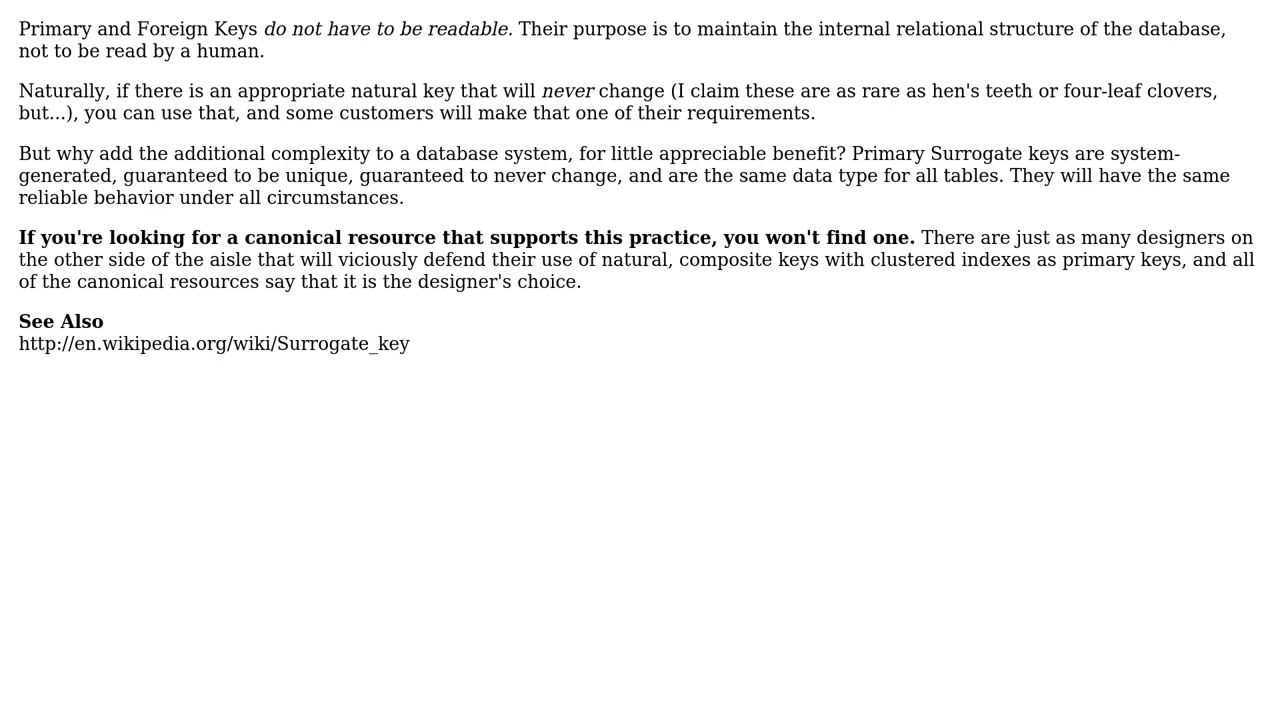 Primary and Foreign Keys do not have to be readable. Their purpose is to maintain the internal relational structure of the database,
not to be read by a human.
Naturally, if there is an appropriate natural key that will never change (I claim these are as rare as hen's teeth or four-leaf clovers,
but...), you can use that, and some customers will make that one of their requirements.
But why add the additional complexity to a database system, for little appreciable benefit? Primary Surrogate keys are system-
generated, guaranteed to be unique, guaranteed to never change, and are the same data type for all tables. They will have the same
reliable behavior under all circumstances.
If you're looking for a canonical resource that supports this practice, you won't find one. There are just as many designers on
the other side of the aisle that will viciously defend their use of natural, composite keys with clustered indexes as primary keys, and all
of the canonical resources say that it is the designer's choice.
See Also
http://en.wikipedia.org/wiki/Surrogate_key